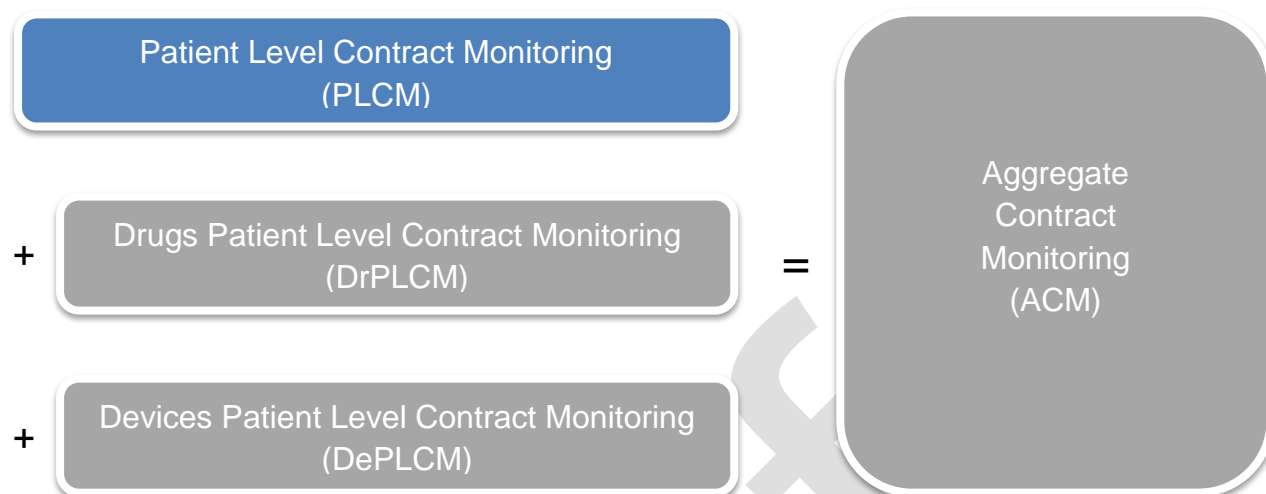 Patient Level Contract Monitoring
(PLCM)
+
Drugs Patient Level Contract Monitoring
(DrPLCM)
+
Devices Patient Level Contract Monitoring
(DePLCM)
=
Aggregate
Contract
Monitoring
(ACM)